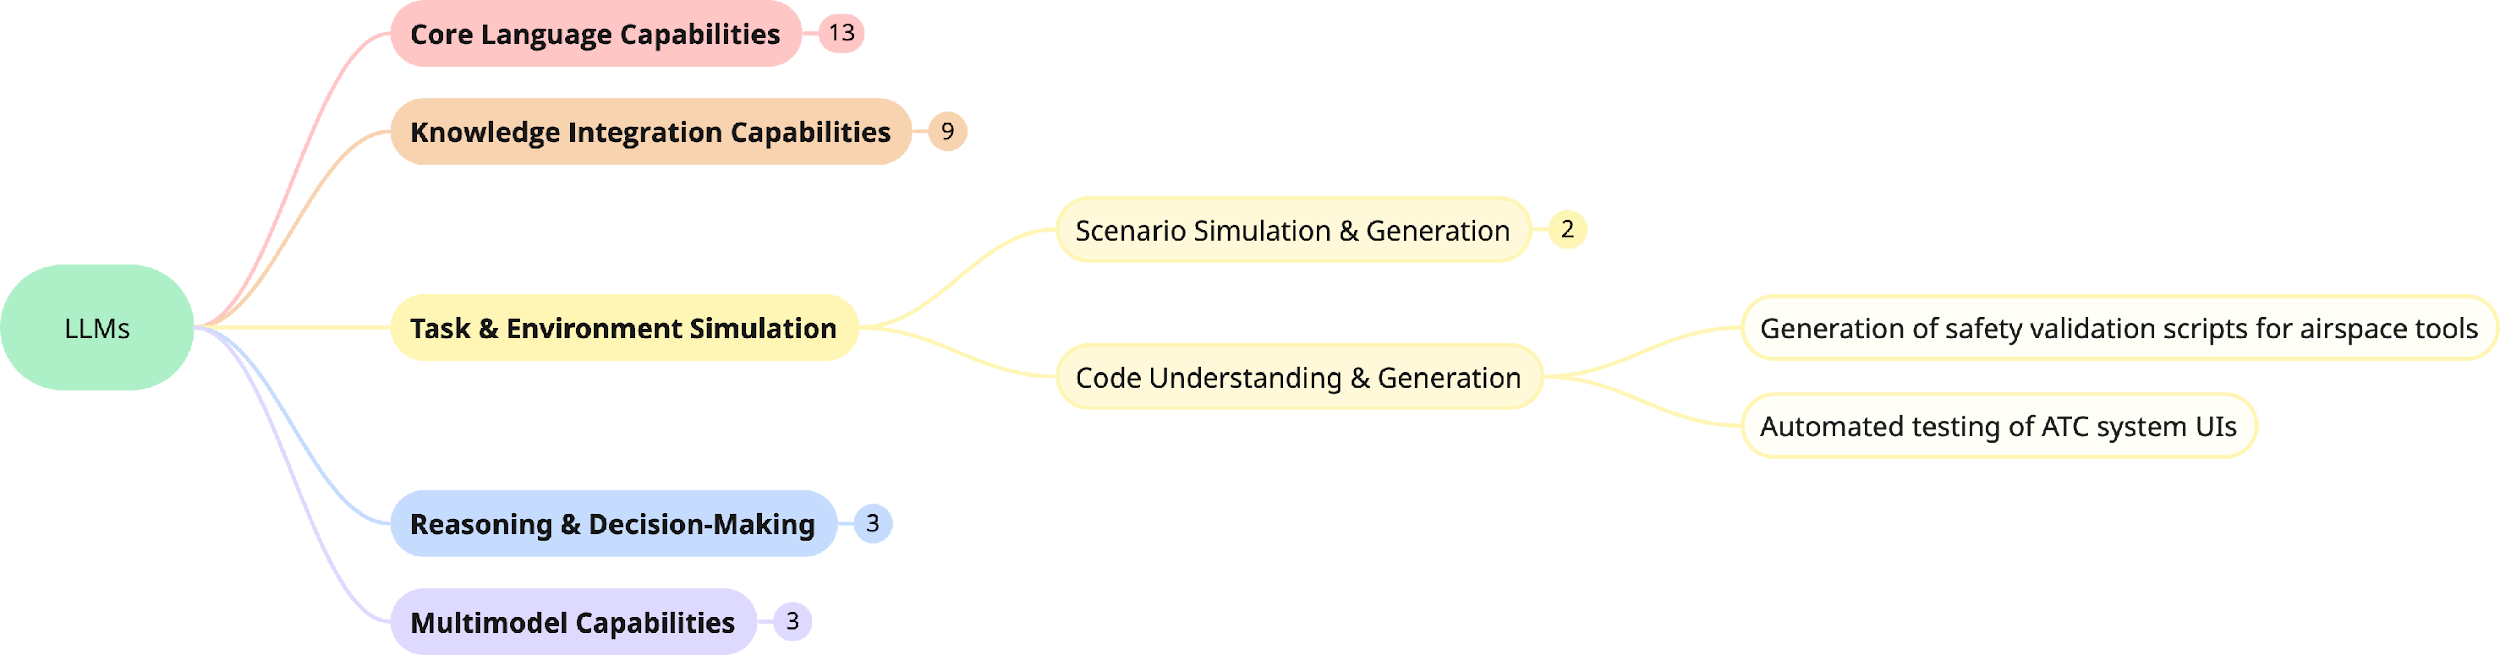 Core Language Capabilities 13
Knowledge Integration Capabilities 9
Scenario Simulation & Generation 2
LLMs
Task & Environment Simulation
Generation of safety validation scripts for airspace tools
Code Understanding & Generation
Automated testing of ATC system UIs
Reasoning & Decision-Making 3
Multimodel Capabilities 3